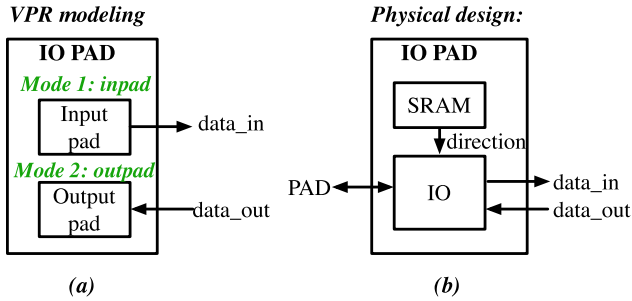 VPR modeling
IO PAD
Mode 1: inpad
Input
pad
data_in
Mode 2: outpad
Output
pad
data_out
(a)
Physical design:
IO PAD
SRAM
direction
PAD
IO
data_in
data_out
(b)